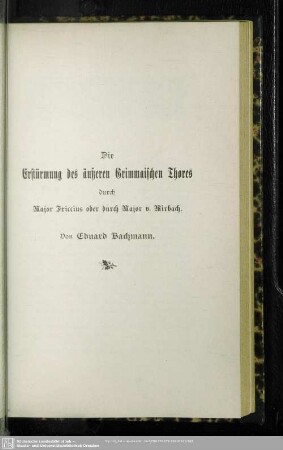 Die
Erstürmung des äußeren Grimmaischen Thores
durch
Major Friccius oder durch Major v. Mirbach.
Von Eduard Bachmann.